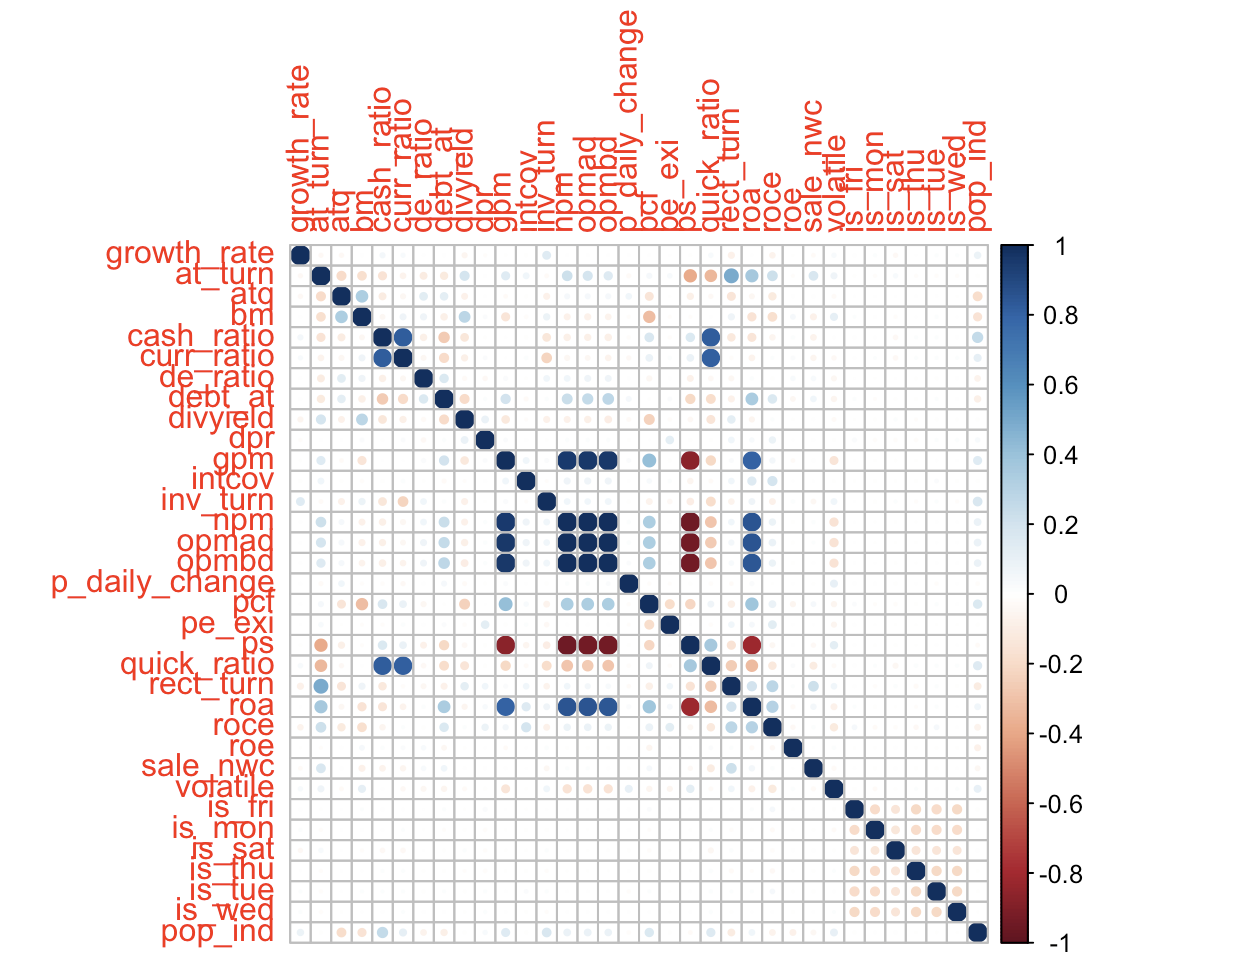 growth_rate
at_turn
atq
bm
cash_ratio
curr_ratio
de_ratio
debt_at
divyield
dpr
gpm
intcov
inv_turn
npm
opmad
opmbd
p_daily_change
pcf
pe_exi
ps
quick_ratio
rect_turn
roa
roce
roe
sale_nwc
volatile
is_fri
is_mon
is_sat
is_thu
is_tue
is_wed
pop_ind
growth_rate
at_turn
atq
bm
cash_ratio
curr_ratio
de_ratio
debt_at
divyield
dpr
gpm
intcov
inv_turn
npm
opmad
opmbd
p_daily_change
pcf
pe_exi
ps
quick_ratio
rect_turn
roa
roce
roe
sale_nwc
volatile
is_fri
is_mon
is_sat
is_thu
is_tue
is_wed
pop_ind
1
0.8
0.6
0.4
0.2
0
-0.2
-0.4
-0.6
-0.8
-1